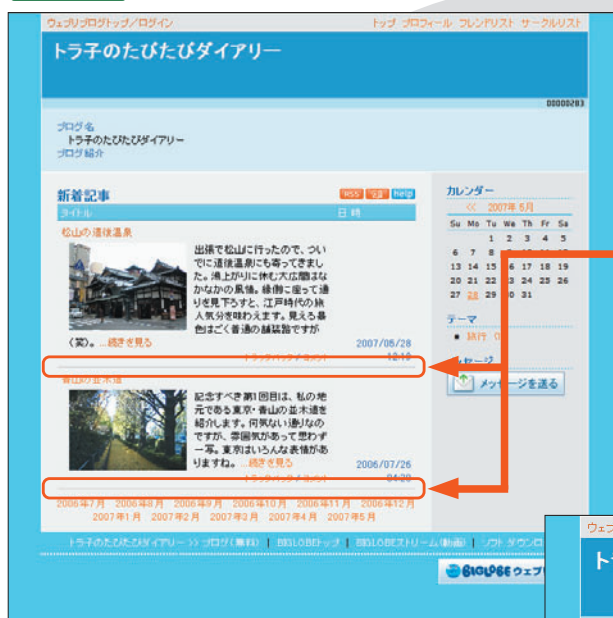 ウェブリブログトップ/ログイン
トップ プロフィール フレンドリスト サークルリスト
トラ子のたびたびダイアリー
00000283
ブログ名
トラ子のたびたびダイアリー
ブログ紹介
新着記事
RSS
help
タイトル
日 時
松山の道後温泉
出張で松山に行ったので、つい
でに道後温泉にも寄ってきまし
た。湯上がりに休む大広間はな
かなかの風情。縁側に座って通
りを見下ろすと、江戸時代の旅
人気分を味わえます。見える景
色はごく普通の舗装路ですが
(笑)。 ...続きを見る
2007/05/28
12:19
トラックバック / コメント
青山の並木道
記念すべき第1回目は、私の地
元である東京・青山の並木道を
紹介します。何気ない通りなの
ですが、雰囲気があって思わず
一写。東京はいろんな表情があ
りますね。 ...続きを見る
2006/07/26
04:20
トラックバック / コメント
2006年7月 2006年8月 2006年9月 2006年10月 2006年11月 2006年12月
2007年1月 2007年2月 2007年3月 2007年4月 2007年5月
カレンダー
<< 2007年 5月
Su Mo Tu We Th Fr Sa
1 2 3 4 5
6 7 8
13 14 15 16 17 18 19
20 21 22 23 24 25 26
27 28 29 30 31
テーマ
旅行
メッセージ
メッセージを送る
トラ子のたびたびダイアリー >> ブログ(無料) | BIGLOBEトップ | BIGLOBEストリーム(動画) | ソフト ダウンロ
BIGLOBE ウェブ
ウェブ
ト